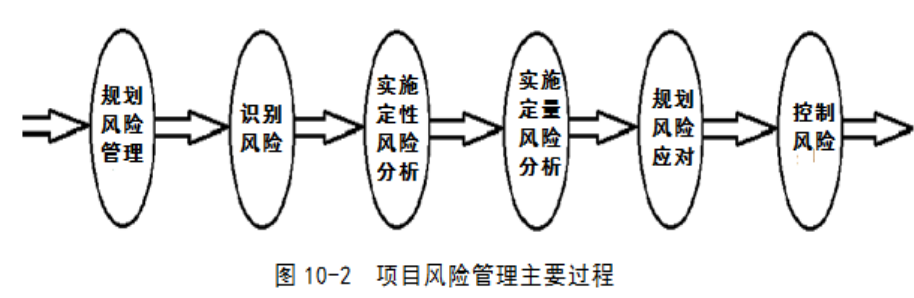 规划
风险
管理
识别
风险
实施
定性
风险
分析
实施
定量
风险
分析
规划
风险
应对
控制
风险
图 10-2 项目风险管理主要过程